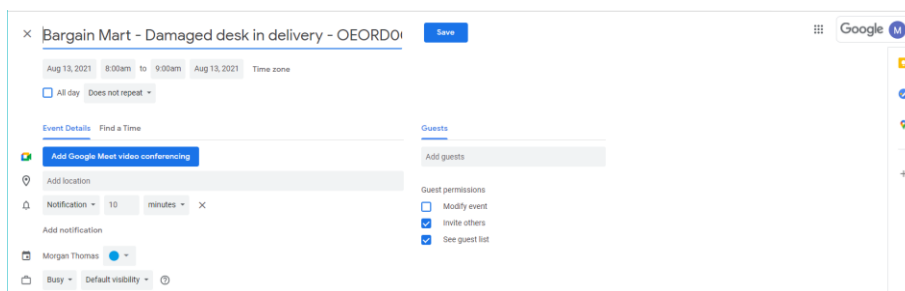 Bargain Mart - Damaged desk in delivery - OEORD0
Save
Google M
Aug 13, 2021 8:00am to 9:00am Aug 13, 2021 Time zone
All day Does not repeat
Event Details Find a Time
Guests
Add Google Meet video conferencing
Add guests
Add location
Guest permissions
Notification 10 minutes
Modify event
Invite others
Add notification
See guest list
Morgan Thomas
Busy Default visibility